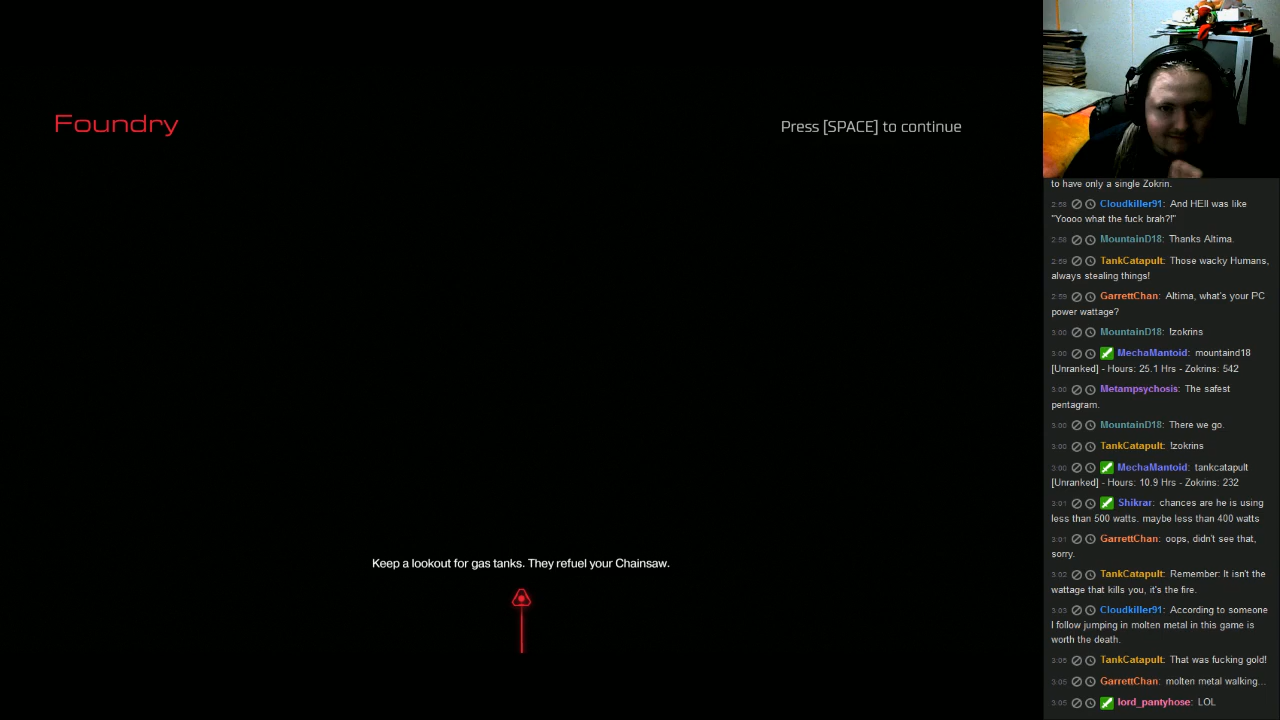 Foundry
Press [SPACE] to continue
Keep a lookout for gas tanks. They refuel your Chainsaw.
to have only a single Zokrin.
2:58 Cloudkiller91: And HEll was like
"Yoooo what the fuck brah?!"
2:58 MountainD18: Thanks Altima.
2:59 TankCatapult: Those wacky Humans,
always stealing things!
2:59 GarrettChan: Altima, what's your PC
power wattage?
3:00 MountainD18: !zokrins
3:00 MechaMantoid: mountaind18
[Unranked] - Hours: 25.1 Hrs - Zokrins: 542
3:00 Metampsychosis: The safest
pentagram.
3:00 MountainD18: There we go.
3:00 TankCatapult: !zokrins
3:00 MechaMantoid: tankcatapult
[Unranked] - Hours: 10.9 Hrs - Zokrins: 232
3:01 Shikrar: chances are he is using
less than 500 watts. maybe less than 400 watts
3:01 GarrettChan: oops, didn't see that,
sorry.
3:02 TankCatapult: Remember: It isn't the
wattage that kills you, it's the fire.
3:03 Cloudkiller91: According to someone
I follow jumping in molten metal in this game is
worth the death.
3:05 TankCatapult: That was fucking gold!
3:05 GarrettChan: molten metal walking...
3:05 lord_pantyhose: LOL